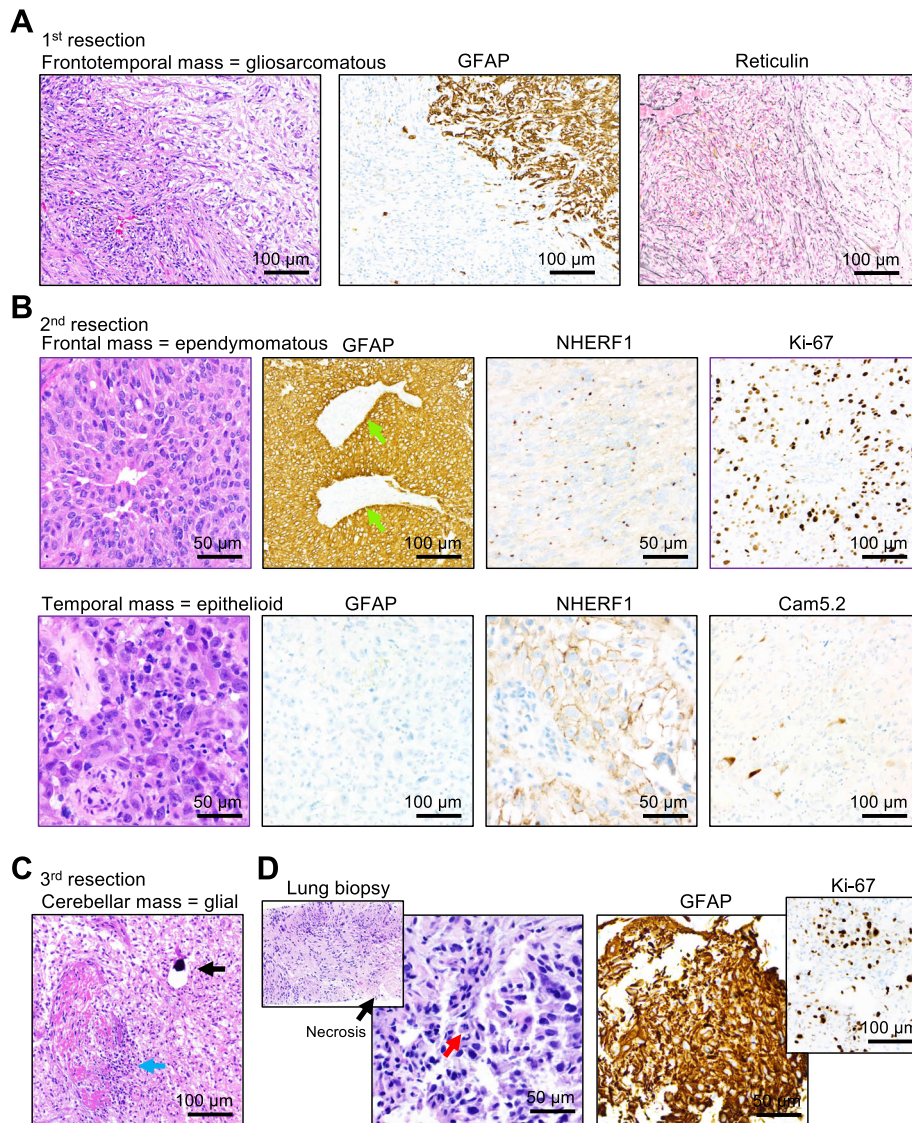 A
1st resection
Frontotemporal mass = gliosarcomatous
GFAP
Reticulin
100 µm
100 µm
100 µm
B
2nd resection
Frontal mass = ependymomatous
GFAP
NHERF1
Ki-67
50 µm
100 µm
50 µm
100 µm
Temporal mass = epithelioid
GFAP
NHERF1
Cam5.2
50 µm
100 µm
50 µm
100 µm
C
3rd resection
Cerebellar mass = glial
100 µm
D
Lung biopsy
GFAP
Ki-67
Necrosis
50 µm
50 µm
100 µm